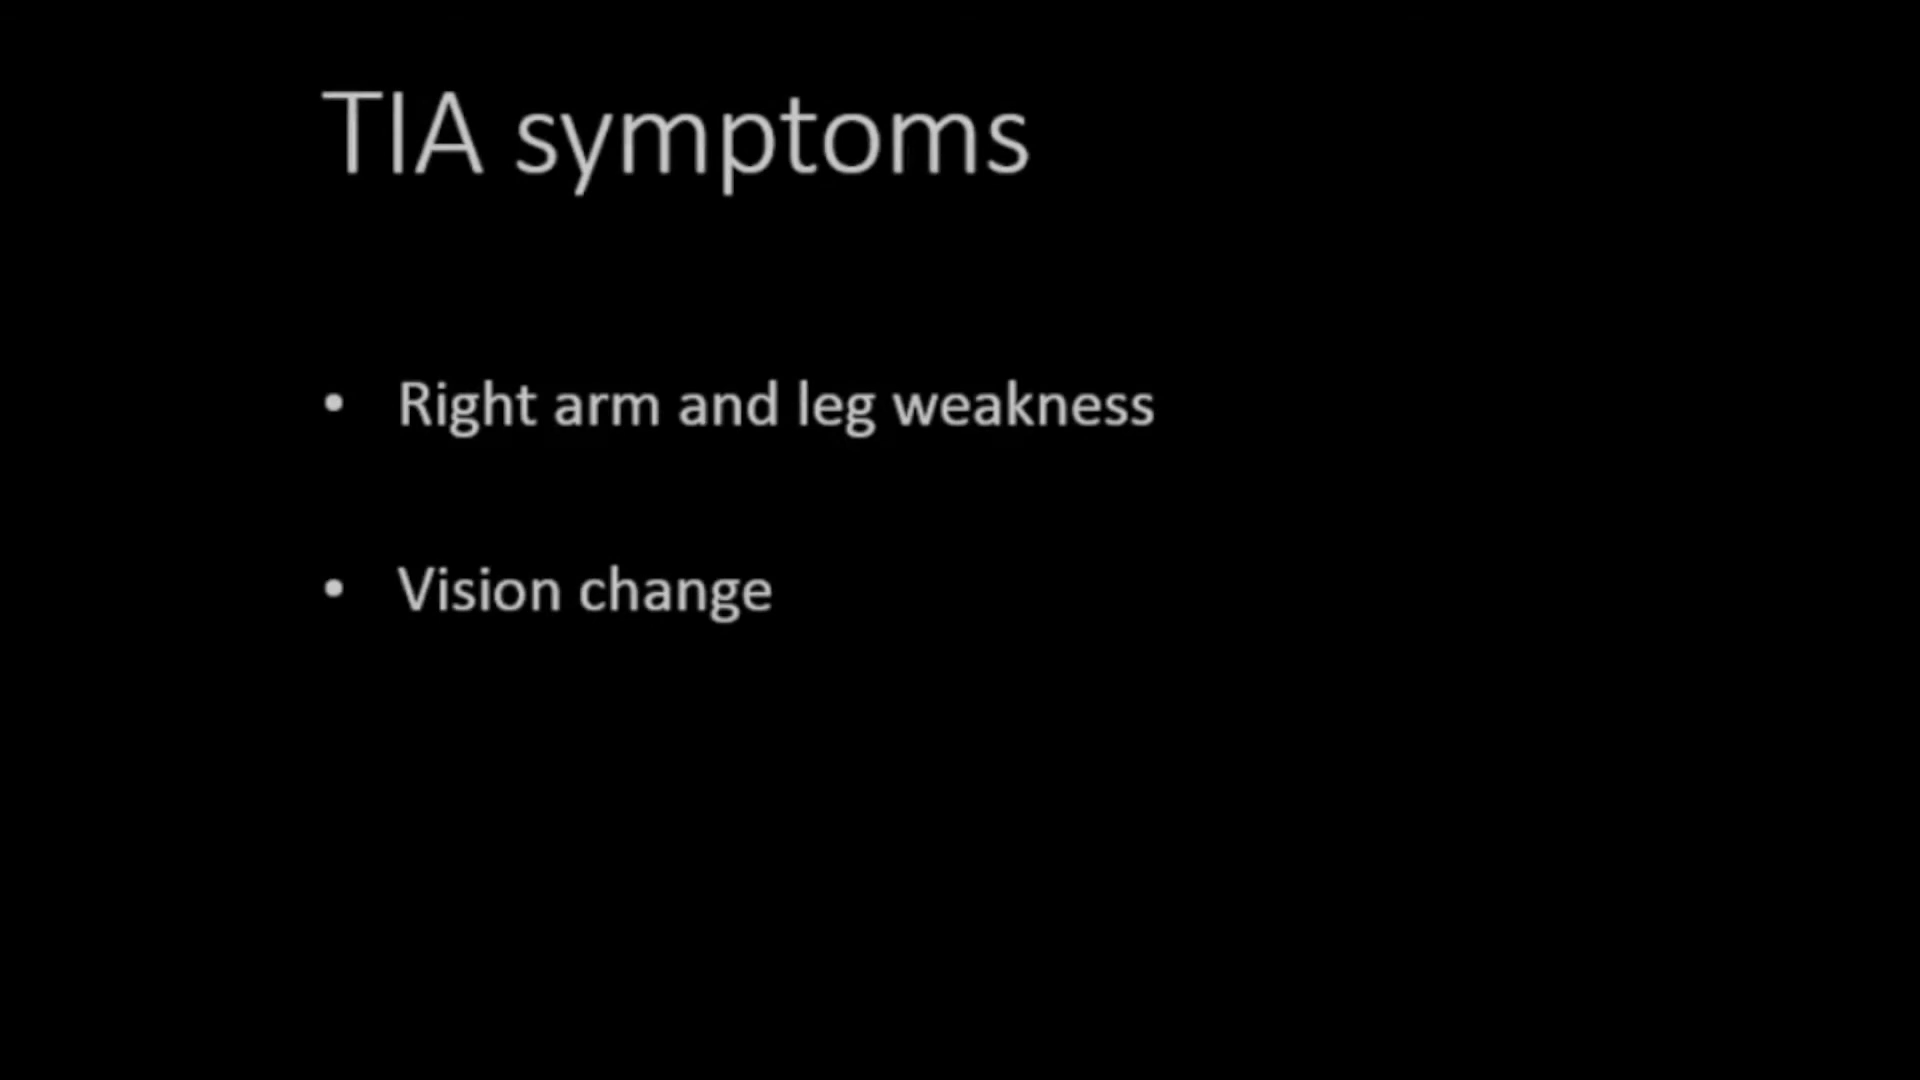 TIA symptoms
• Right arm and leg weakness
• Vision change